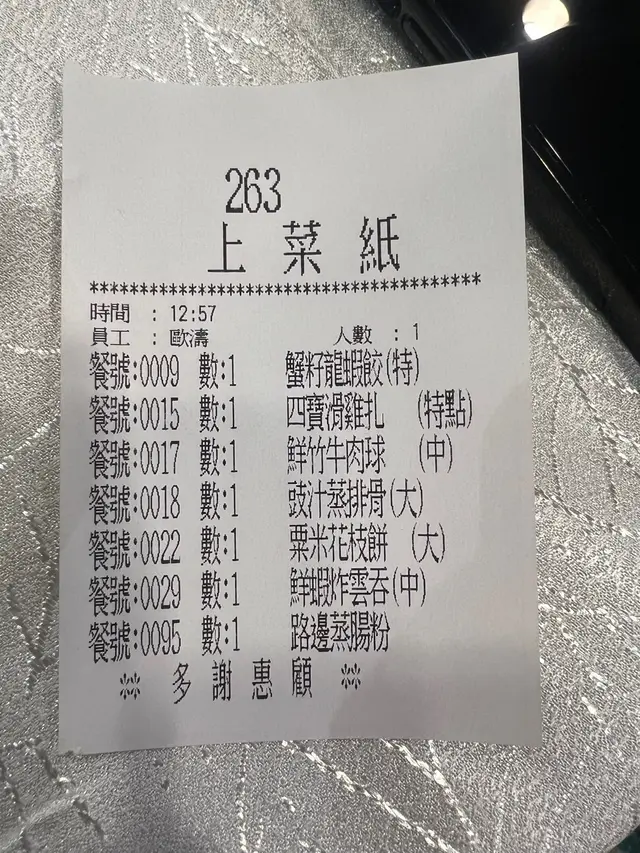 263
上菜紙
***************************************
時間 : 12:57
員工 : 歐濤 人數 : 1
餐號:0009 數:1 蟹籽龍蝦餃(特)
餐號:0015 數:1 四寶滑雞扎 (特點)
餐號:0017 數:1 鮮竹牛肉球 (中)
餐號:0018 數:1 豉汁蒸排骨(大)
餐號:0022 數:1 粟米花枝餅 (大)
餐號:0029 數:1 鮮蝦炸雲吞(中)
餐號:0095 數:1 路邊蒸腸粉
多謝惠顧